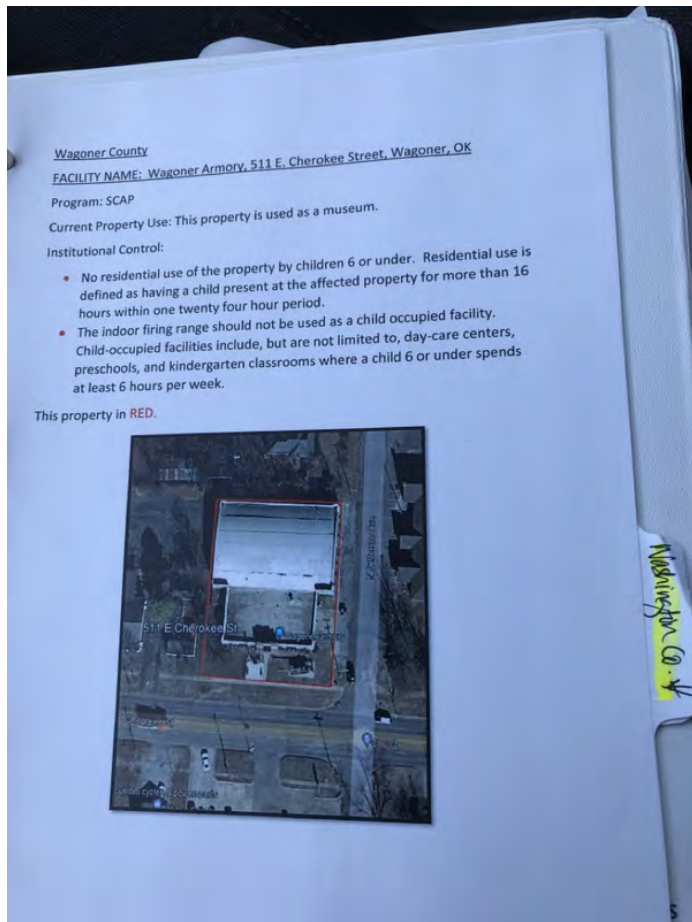 Wagoner County
FACILITY NAME: Wagoner Armory, 511 E. Cherokee Street, Wagoner, OK
Program: SCAP
Current Property Use: This property is used as a museum.
Institutional Control:
• No residential use of the property by children 6 or under. Residential use is
defined as having a child present at the affected property for more than 16
hours within one twenty four hour period.
• The indoor firing range should not be used as a child occupied facility.
Child-occupied facilities include, but are not limited to, day-care centers,
preschools, and kindergarten classrooms where a child 6 or under spends
at least 6 hours per week.
This property in RED.
511 E Cherokee St
Washington Co.